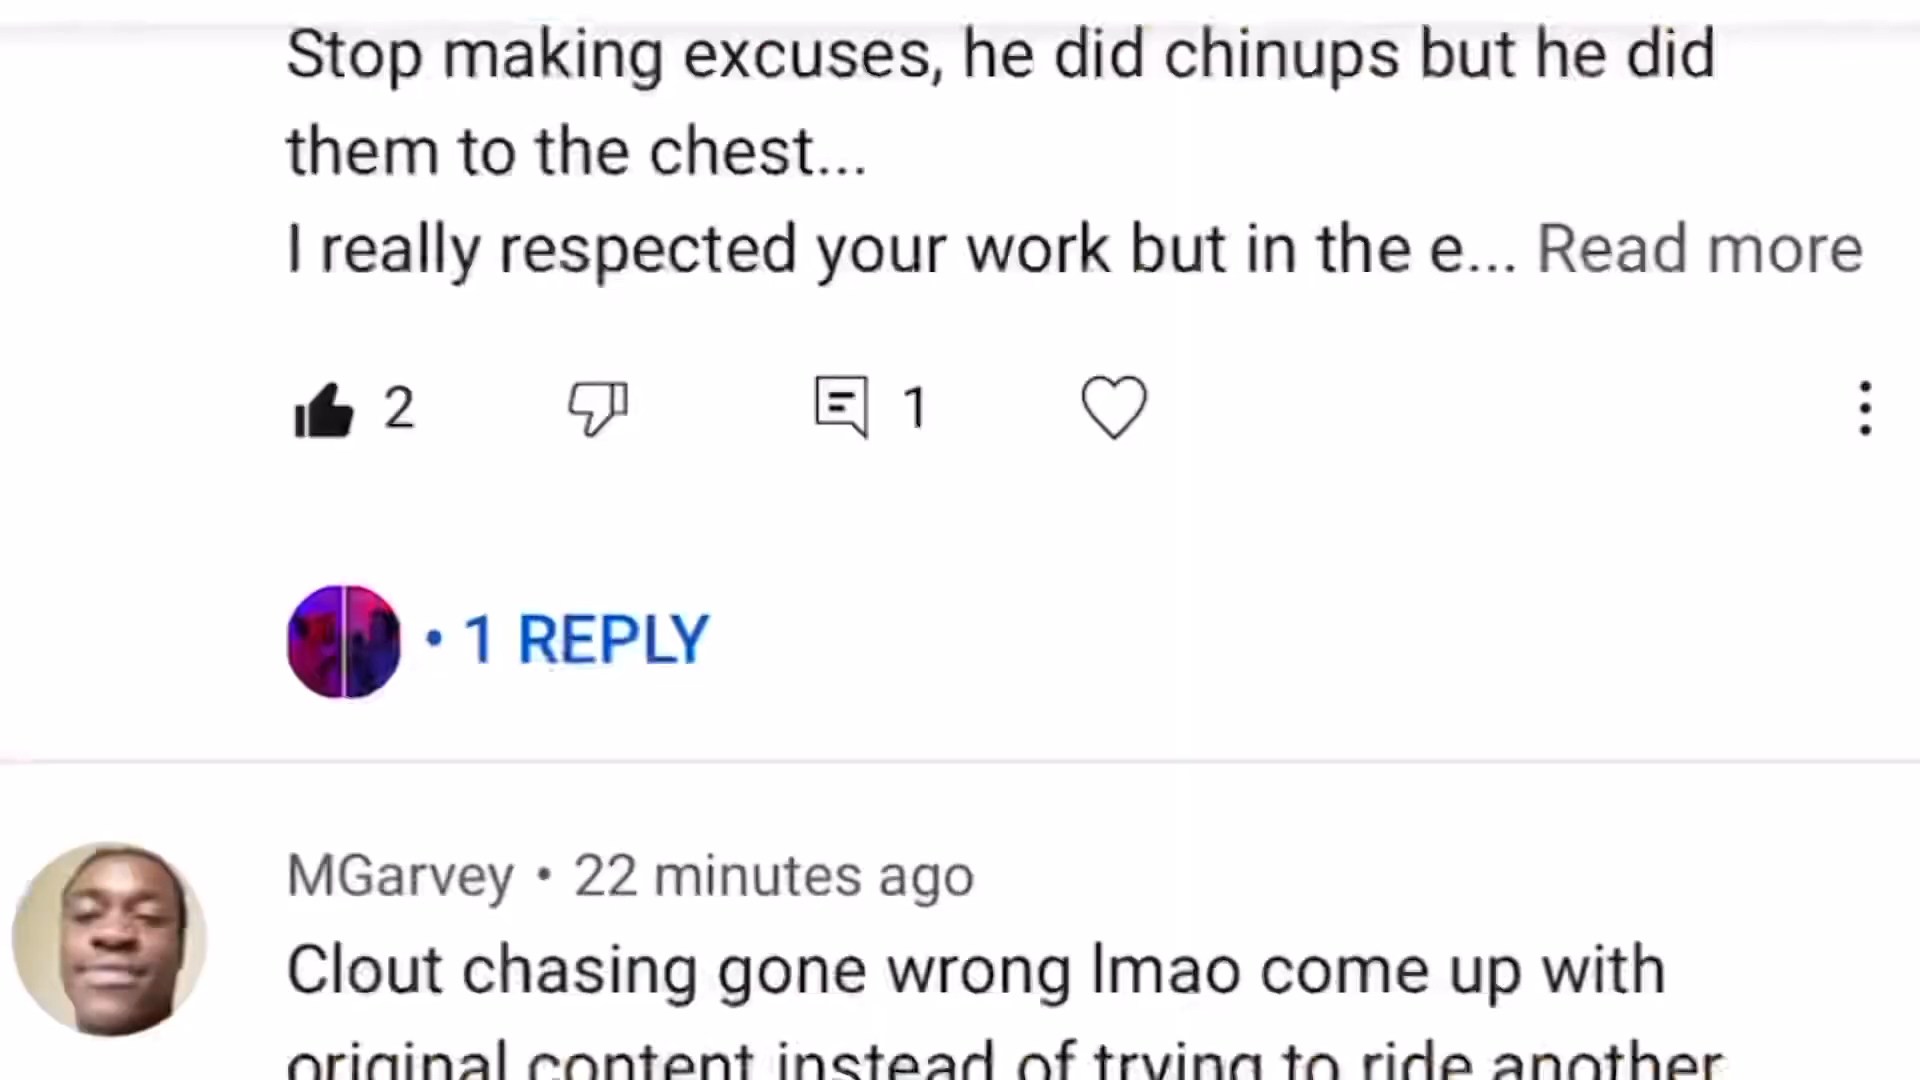 Stop making excuses, he did chinups but he did
them to the chest...
I really respected your work but in the e... Read more
2 1
• 1 REPLY
MGarvey • 22 minutes ago
Clout chasing gone wrong lmao come up with
original content instead of trying to ride another